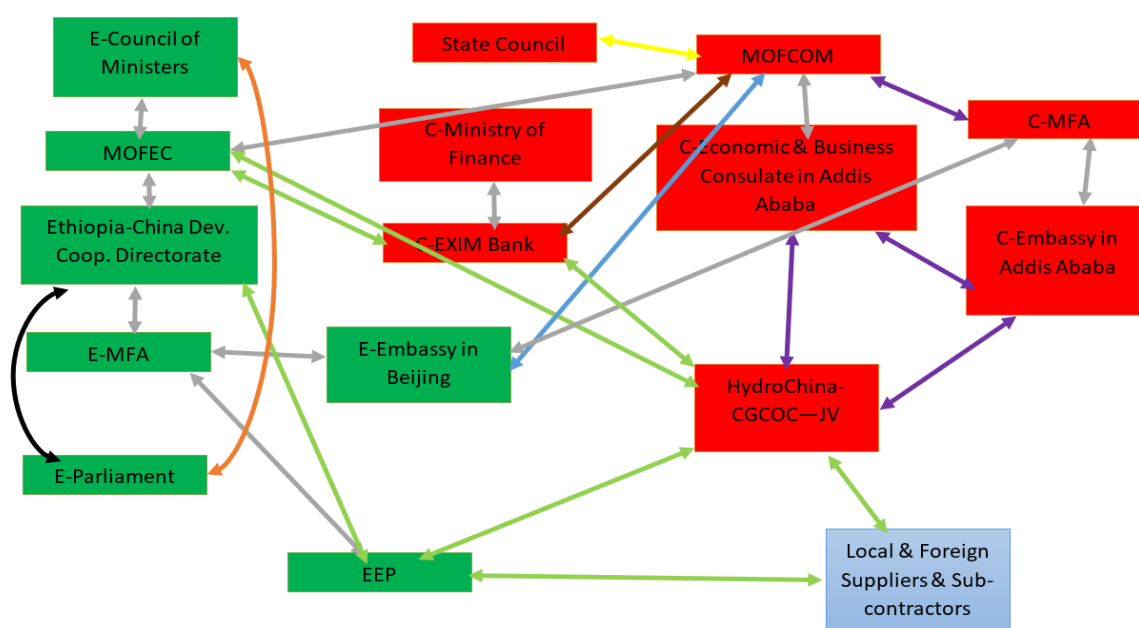 E-Council of
Ministers
State Council
MOFCOM
C-MFA
C-Ministry of
Finance
MOFEC
C-Economic & Business
Consulate in Addis
Ababa
Ethiopia-China Dev.
Coop. Directorate
C-EXIM Bank
C-Embassy in
Addis Ababa
E-MFA
E-Embassy in
Beijing
HydroChina-
CGCOC—JV
E-Parliament
EEP
Local & Foreign
Suppliers & Sub-
contractors